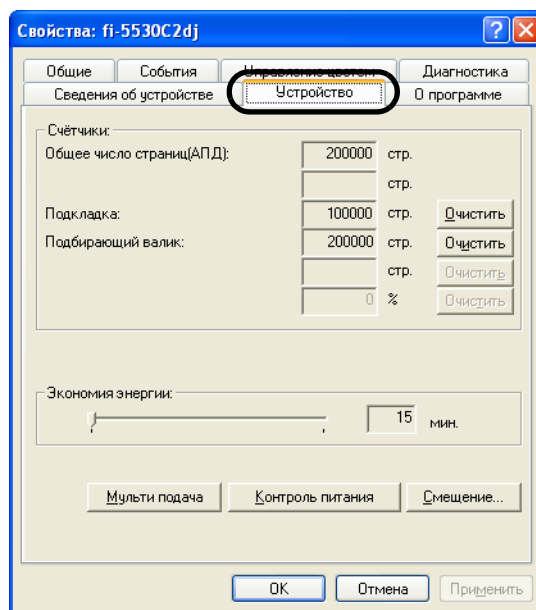 Свойства: fi-5530C2dj
Общие События Управление цветом Диагностика
Сведения об устройстве Устройство О программе
Счётчики:
Общее число страниц(АПД): 200000 стр.
стр.
Подкладка: 100000 стр. Очистить
Подбирающий валик: 200000 стр. Очистить
стр. Очистить
0 % Очистить
Экономия энергии:
15 мин.
Мульти подача Контроль питания Смещение...
OK Отмена Применить